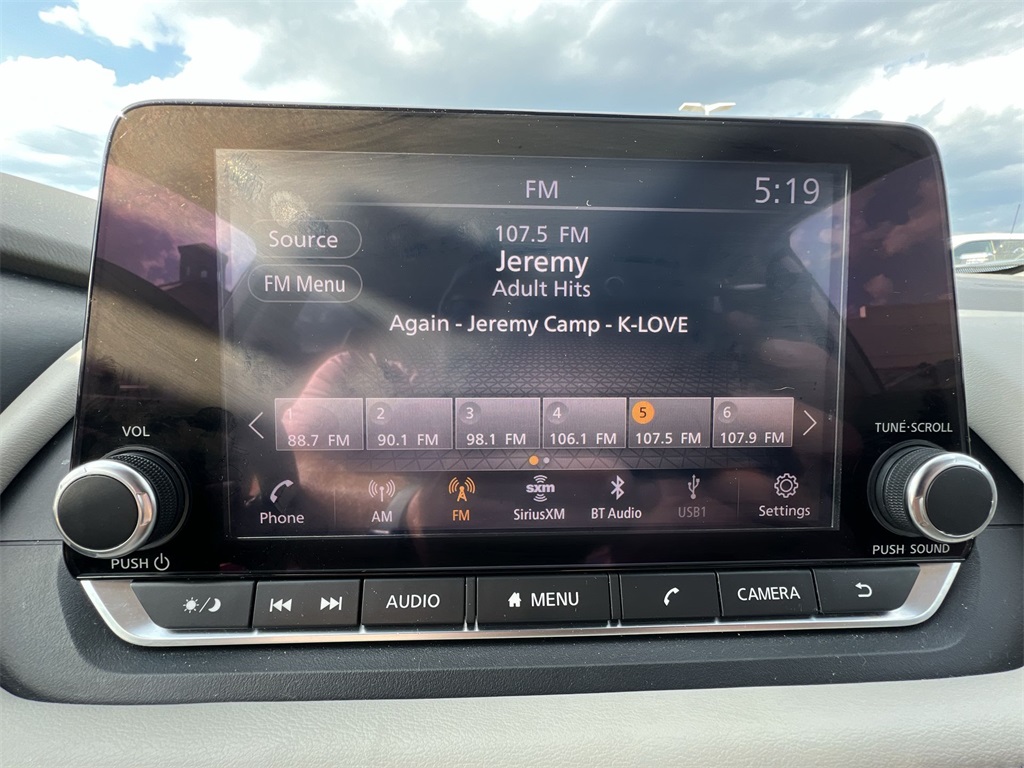 FM
5:19
Source
107.5 FM
Jeremy
FM Menu
Adult Hits
Again - Jeremy Camp - K-LOVE
1
2
3
4
5
6
88.7 FM
90.1 FM
98.1 FM
106.1 FM
107.5 FM
107.9 FM
VOL
TUNE·SCROLL
sxm
Phone
AM
FM
SiriusXM
BT Audio
USB1
Settings
PUSH
PUSH SOUND
AUDIO
MENU
CAMERA